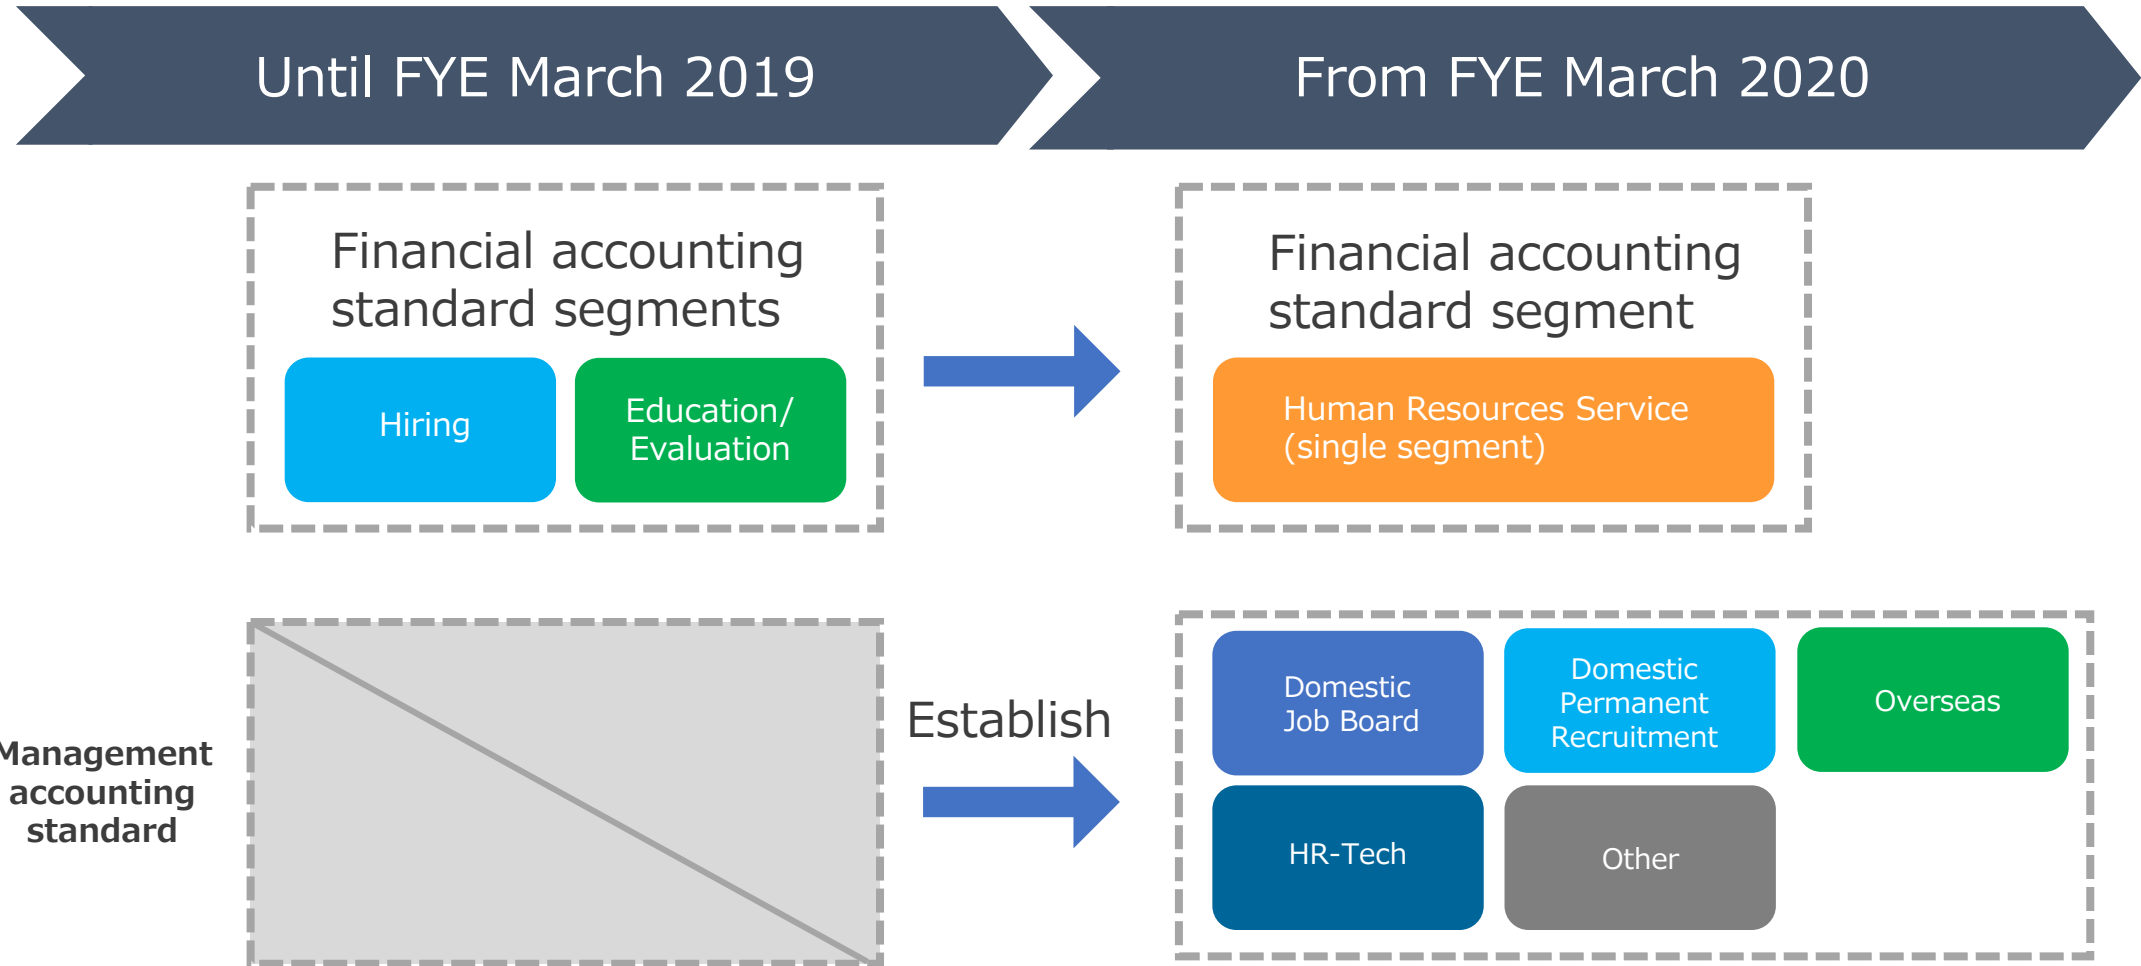 Until FYE March 2019
From FYE March 2020
Financial accounting
standard segments
Hiring
Education/
Evaluation
Financial accounting
standard segment
Human Resources Service
(single segment)
Management
accounting
standard
Establish
Domestic
Job Board
Domestic
Permanent
Recruitment
Overseas
HR-Tech
Other